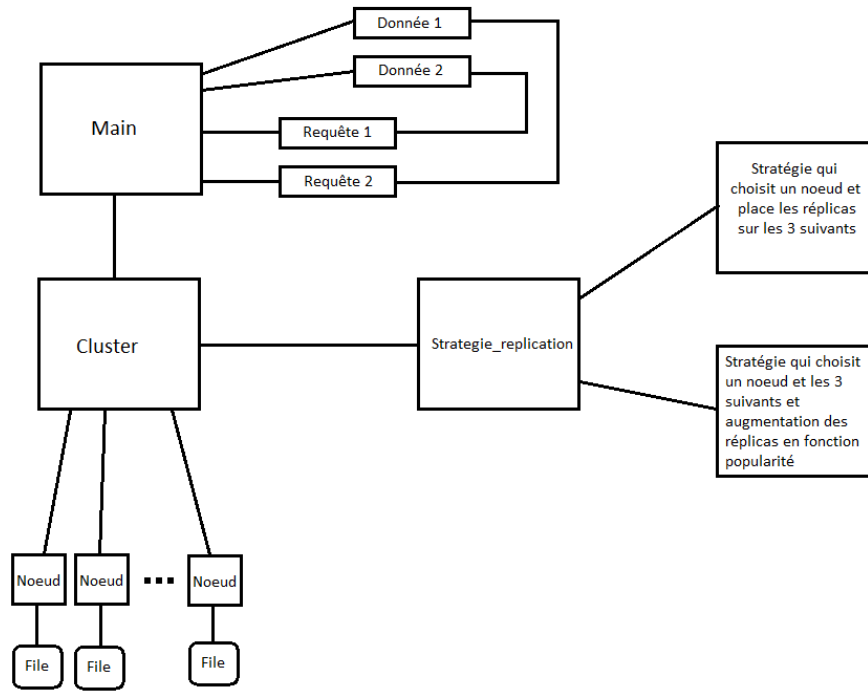 Donnée 1
Donnée 2
Main
Requête 1
Requête 2
Stratégie qui
choisit un noeud et
place les réplicas
sur les 3 suivants
Cluster
Strategie_replication
Stratégie qui choisit
un noeud et les 3
suivants et
augmentation des
réplicas en fonction
popularité
Noeud
Noeud
...
Noeud
File
File
File